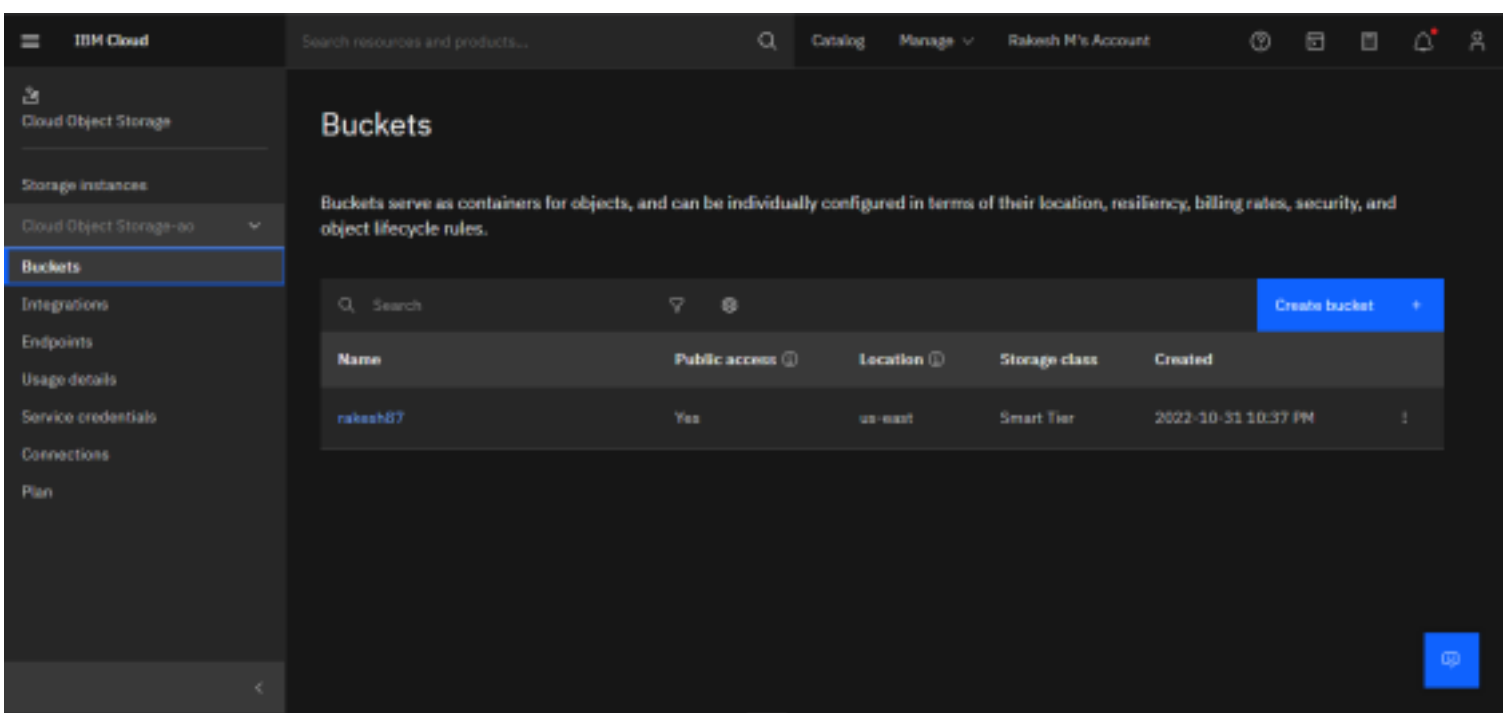 IBM Cloud
Search resources and products...
Catalog
Manage
Rakesh M's Account
Cloud Object Storage
Storage instances
Cloud Object Storage-ao
Buckets
Integrations
Endpoints
Usage details
Service credentials
Connections
Plan
Buckets
Buckets serve as containers for objects, and can be individually configured in terms of their location, resiliency, billing rates, security, and
object lifecycle rules.
Search
Create bucket +
Name Public access Location Storage class Created
rakesh87 Yes us-east Smart Tier 2022-10-31 10:37 PM